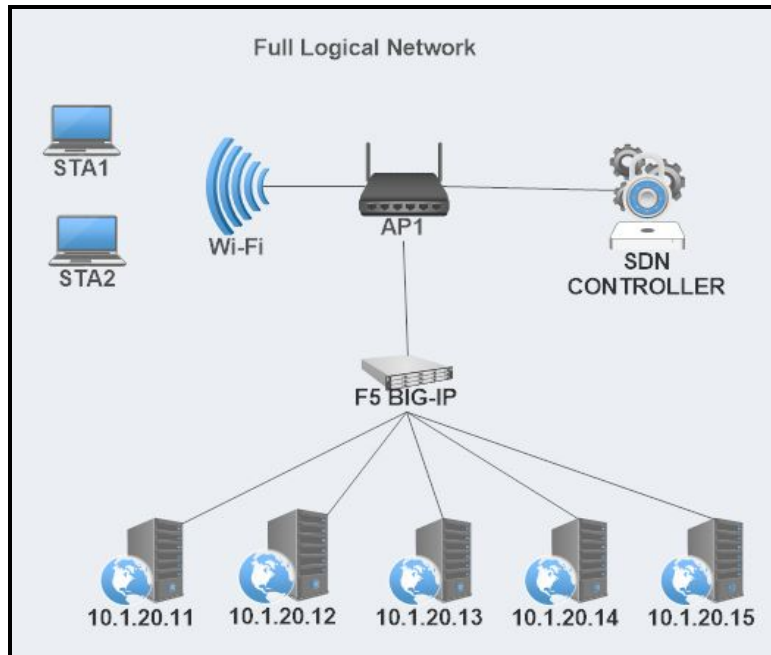 Full Logical Network
STA1
STA2
Wi-Fi
AP1
SDN
CONTROLLER
F5 BIG-IP
10.1.20.11
10.1.20.12
10.1.20.13
10.1.20.14
10.1.20.15